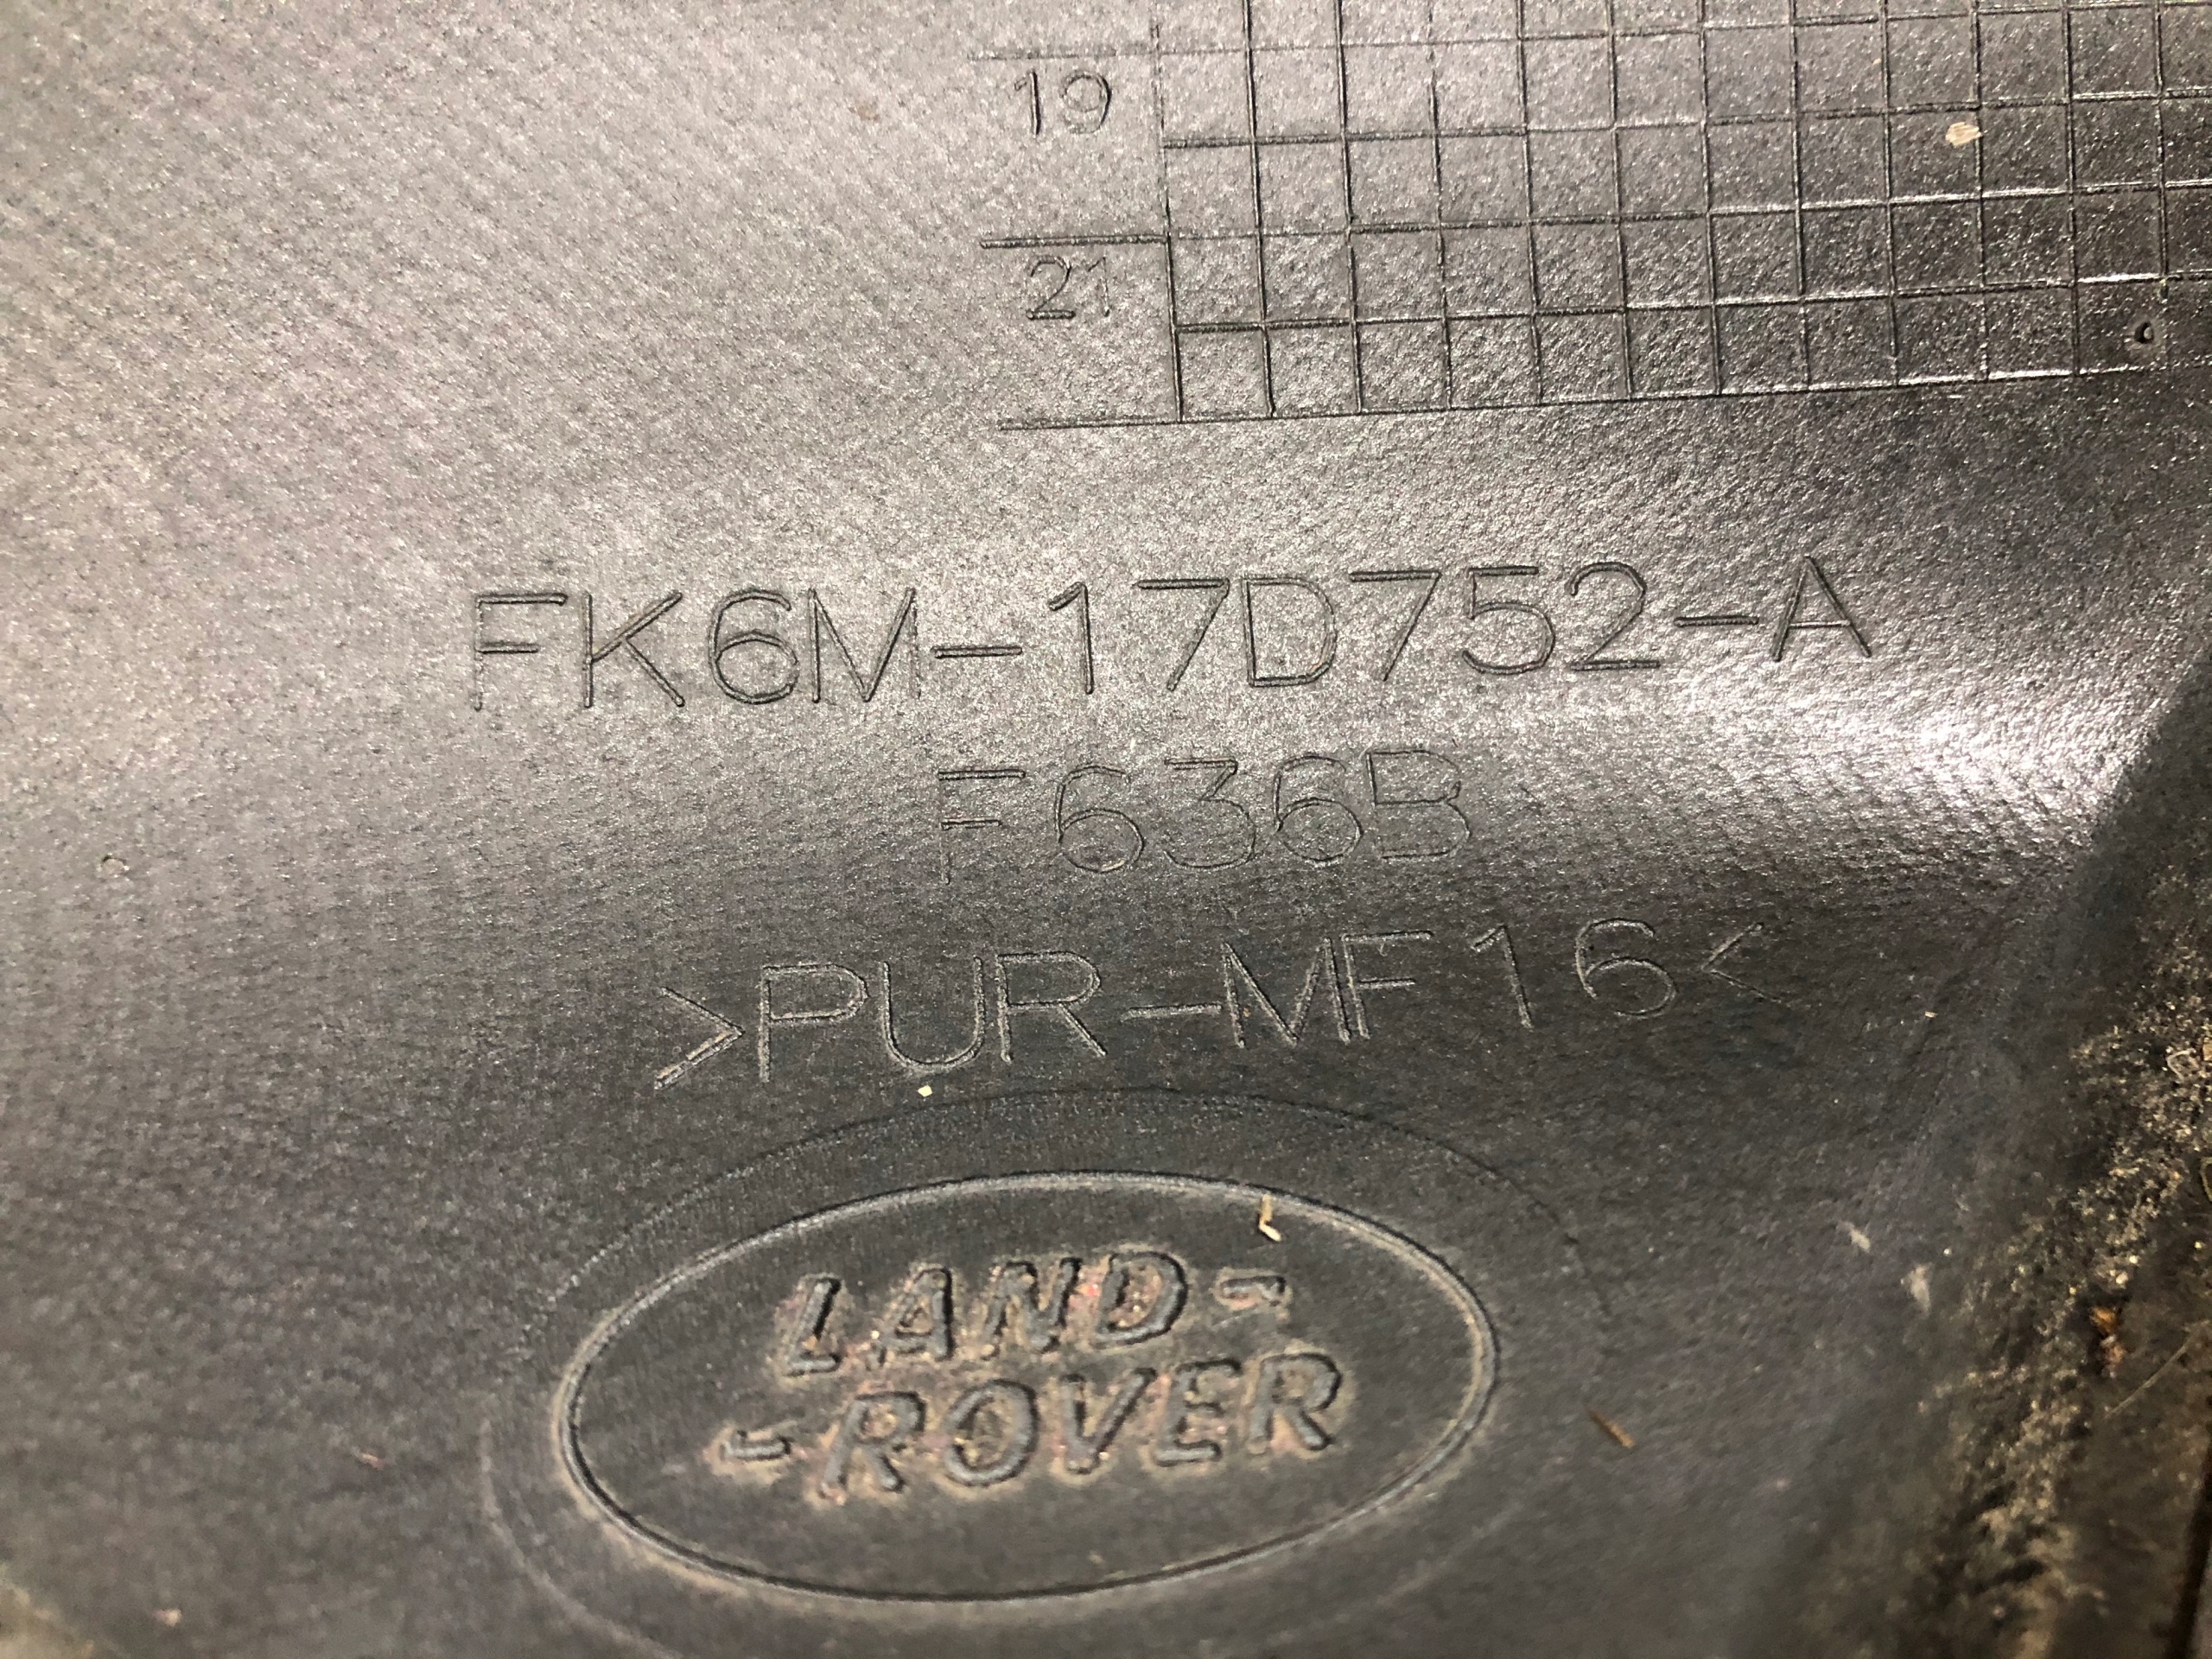 19
21
FK6M-17D752-A
F636B
>PUR-MF16<
LAND-
-ROVER